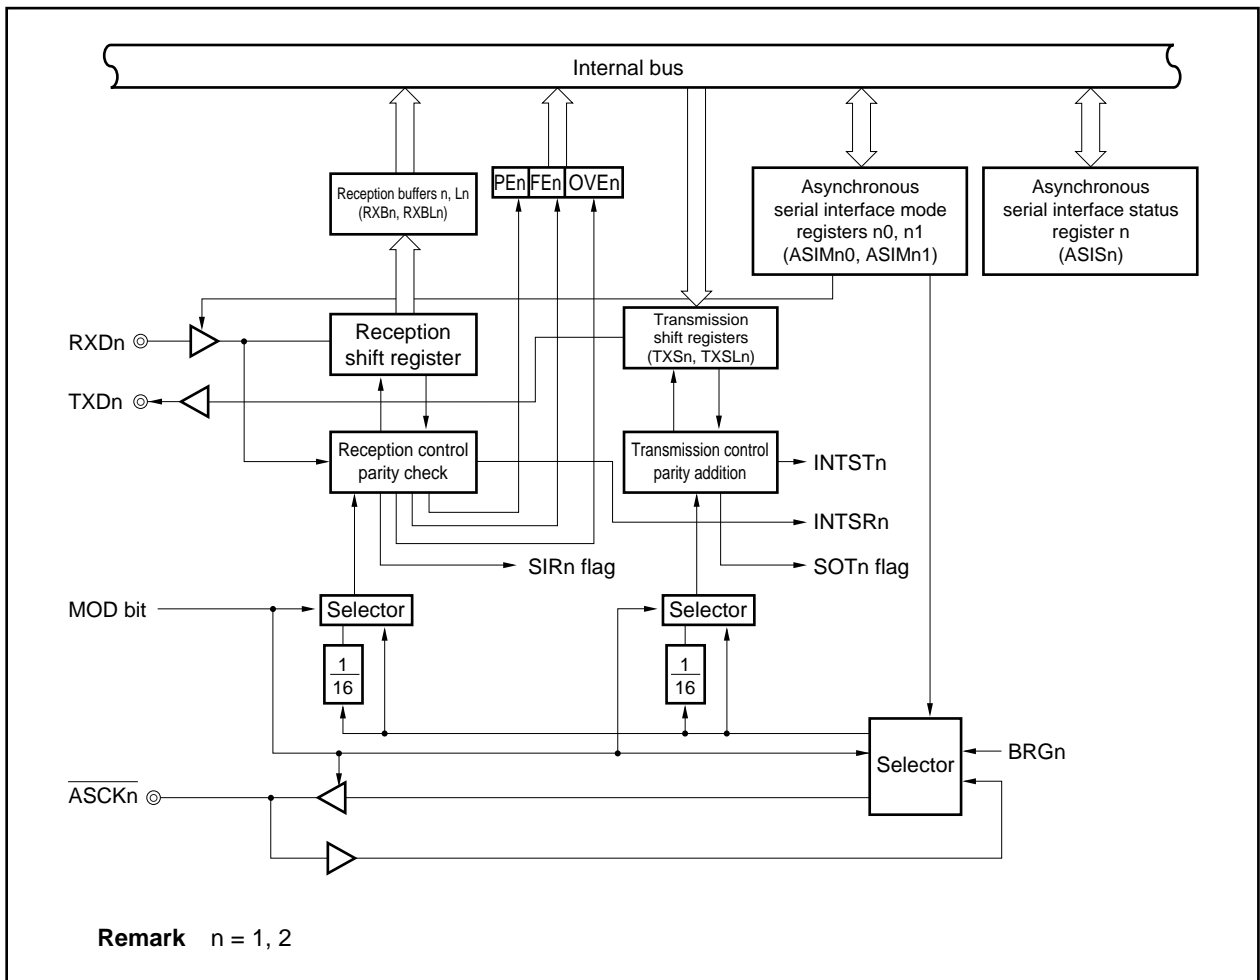 Internal bus
Reception buffers n, Ln
(RXBn, RXBLn)
PEn FEn OVEn
Asynchronous
serial interface mode
registers n0, n1
(ASIMn0, ASIMn1)
Asynchronous
serial interface status
register n
(ASISn)
RXDn
Reception
shift register
Transmission
shift registers
(TXSn, TXSLn)
TXDn
Reception control
parity check
Transmission control
parity addition
INTSTn
INTSRn
SIRn flag
SOTn flag
MOD bit
Selector
Selector
1
16
1
16
Selector
BRGn
ASCKn
Remark n = 1, 2